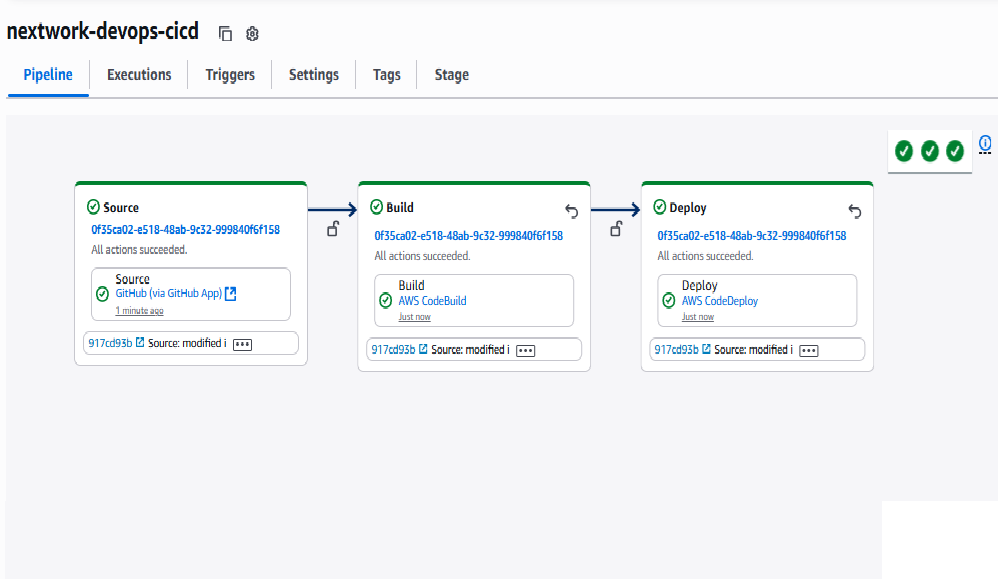 nextwork-devops-cicd
Pipeline
Executions
Triggers
Settings
Tags
Stage
Source
0f35ca02-e518-48ab-9c32-999840f6f158
All actions succeeded.
Source
GitHub (via GitHub App)
1 minute ago
917cd93b Source: modified i
Build
0f35ca02-e518-48ab-9c32-999840f6f158
All actions succeeded.
Build
AWS CodeBuild
Just now
917cd93b Source: modified i
Deploy
0f35ca02-e518-48ab-9c32-999840f6f158
All actions succeeded.
Deploy
AWS CodeDeploy
Just now
917cd93b Source: modified i